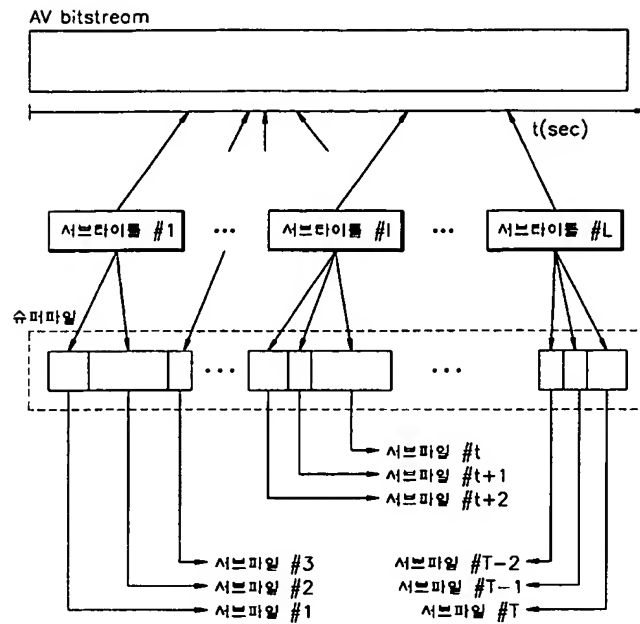 AV bitstreom
t(sec)
서브타이틀 #1 ... 서브타이틀 #l ... 서브타이틀 #L
슈퍼파일
... ...
서브파일 #t
서브파일 #t+1
서브파일 #t+2
서브파일 #3
서브파일 #2
서브파일 #1
서브파일 #T-2
서브파일 #T-1
서브파일 #T